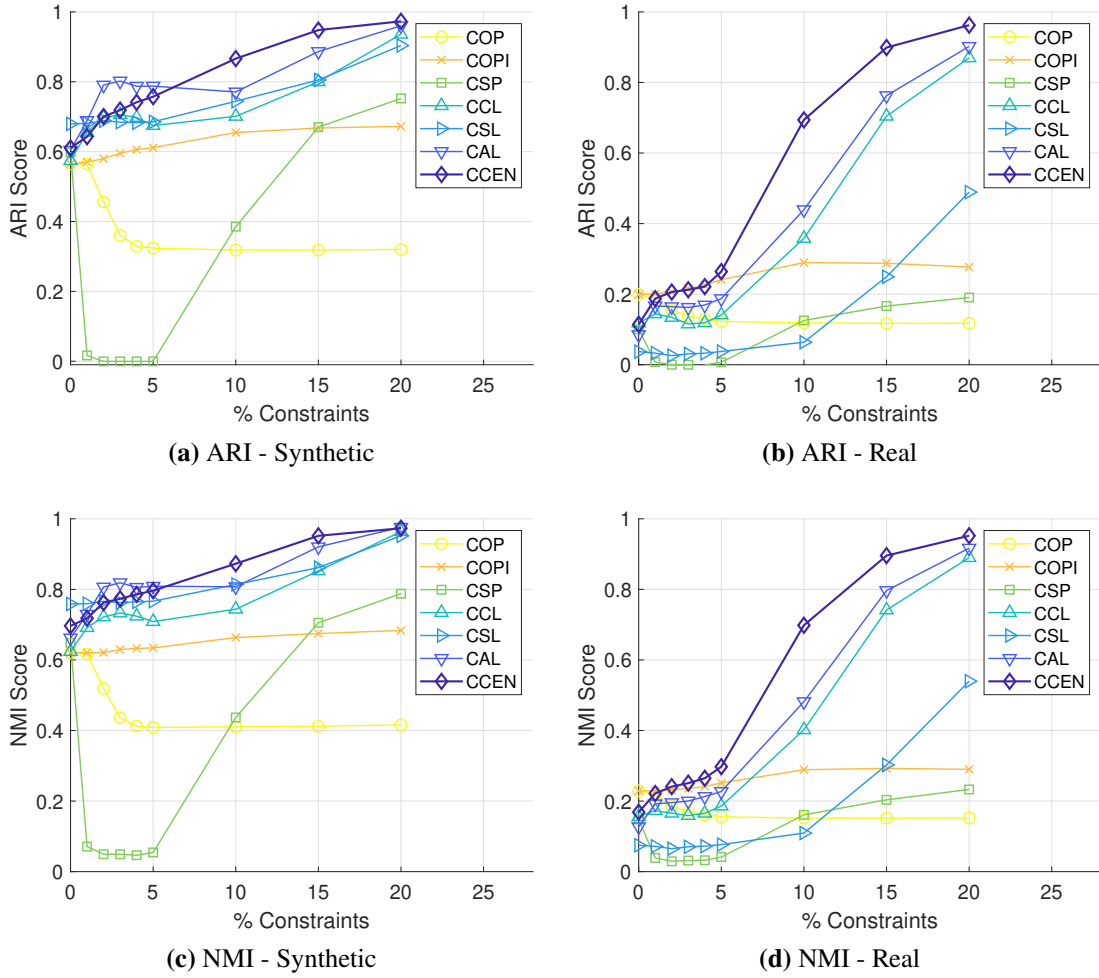 1
0.8
0.6
0.4
0.2
0
ARI Score
0 5 10 15 20 25
% Constraints
COP
COPI
CSP
CCL
CSL
CAL
CCEN
(a) ARI - Synthetic
1
0.8
0.6
0.4
0.2
0
ARI Score
0 5 10 15 20 25
% Constraints
COP
COPI
CSP
CCL
CSL
CAL
CCEN
(b) ARI - Real
1
0.8
0.6
0.4
0.2
0
NMI Score
0 5 10 15 20 25
% Constraints
COP
COPI
CSP
CCL
CSL
CAL
CCEN
(c) NMI - Synthetic
1
0.8
0.6
0.4
0.2
0
NMI Score
0 5 10 15 20 25
% Constraints
COP
COPI
CSP
CCL
CSL
CAL
CCEN
(d) NMI - Real